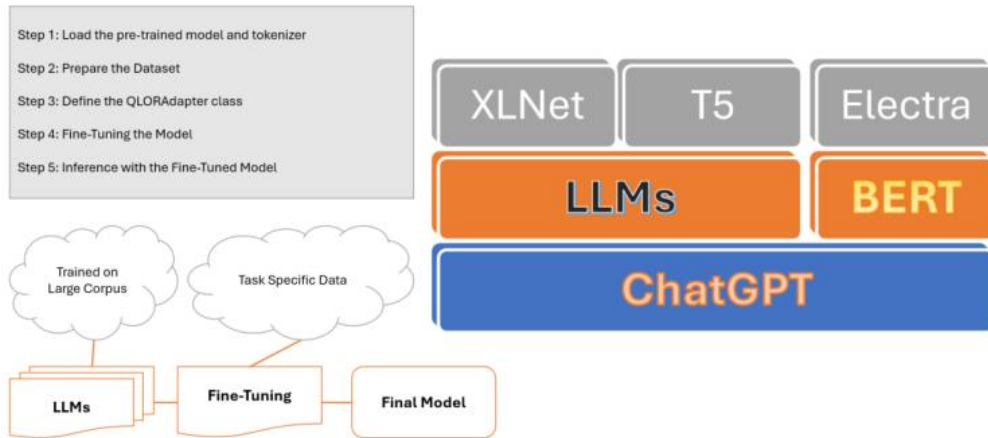 Step 1: Load the pre-trained model and tokenizer
Step 2: Prepare the Dataset
Step 3: Define the QLORAdapter class
Step 4: Fine-Tuning the Model
Step 5: Inference with the Fine-Tuned Model
XLNet
T5
Electra
LLMs
BERT
ChatGPT
Trained on
Large Corpus
Task Specific Data
LLMs
Fine-Tuning
Final Model